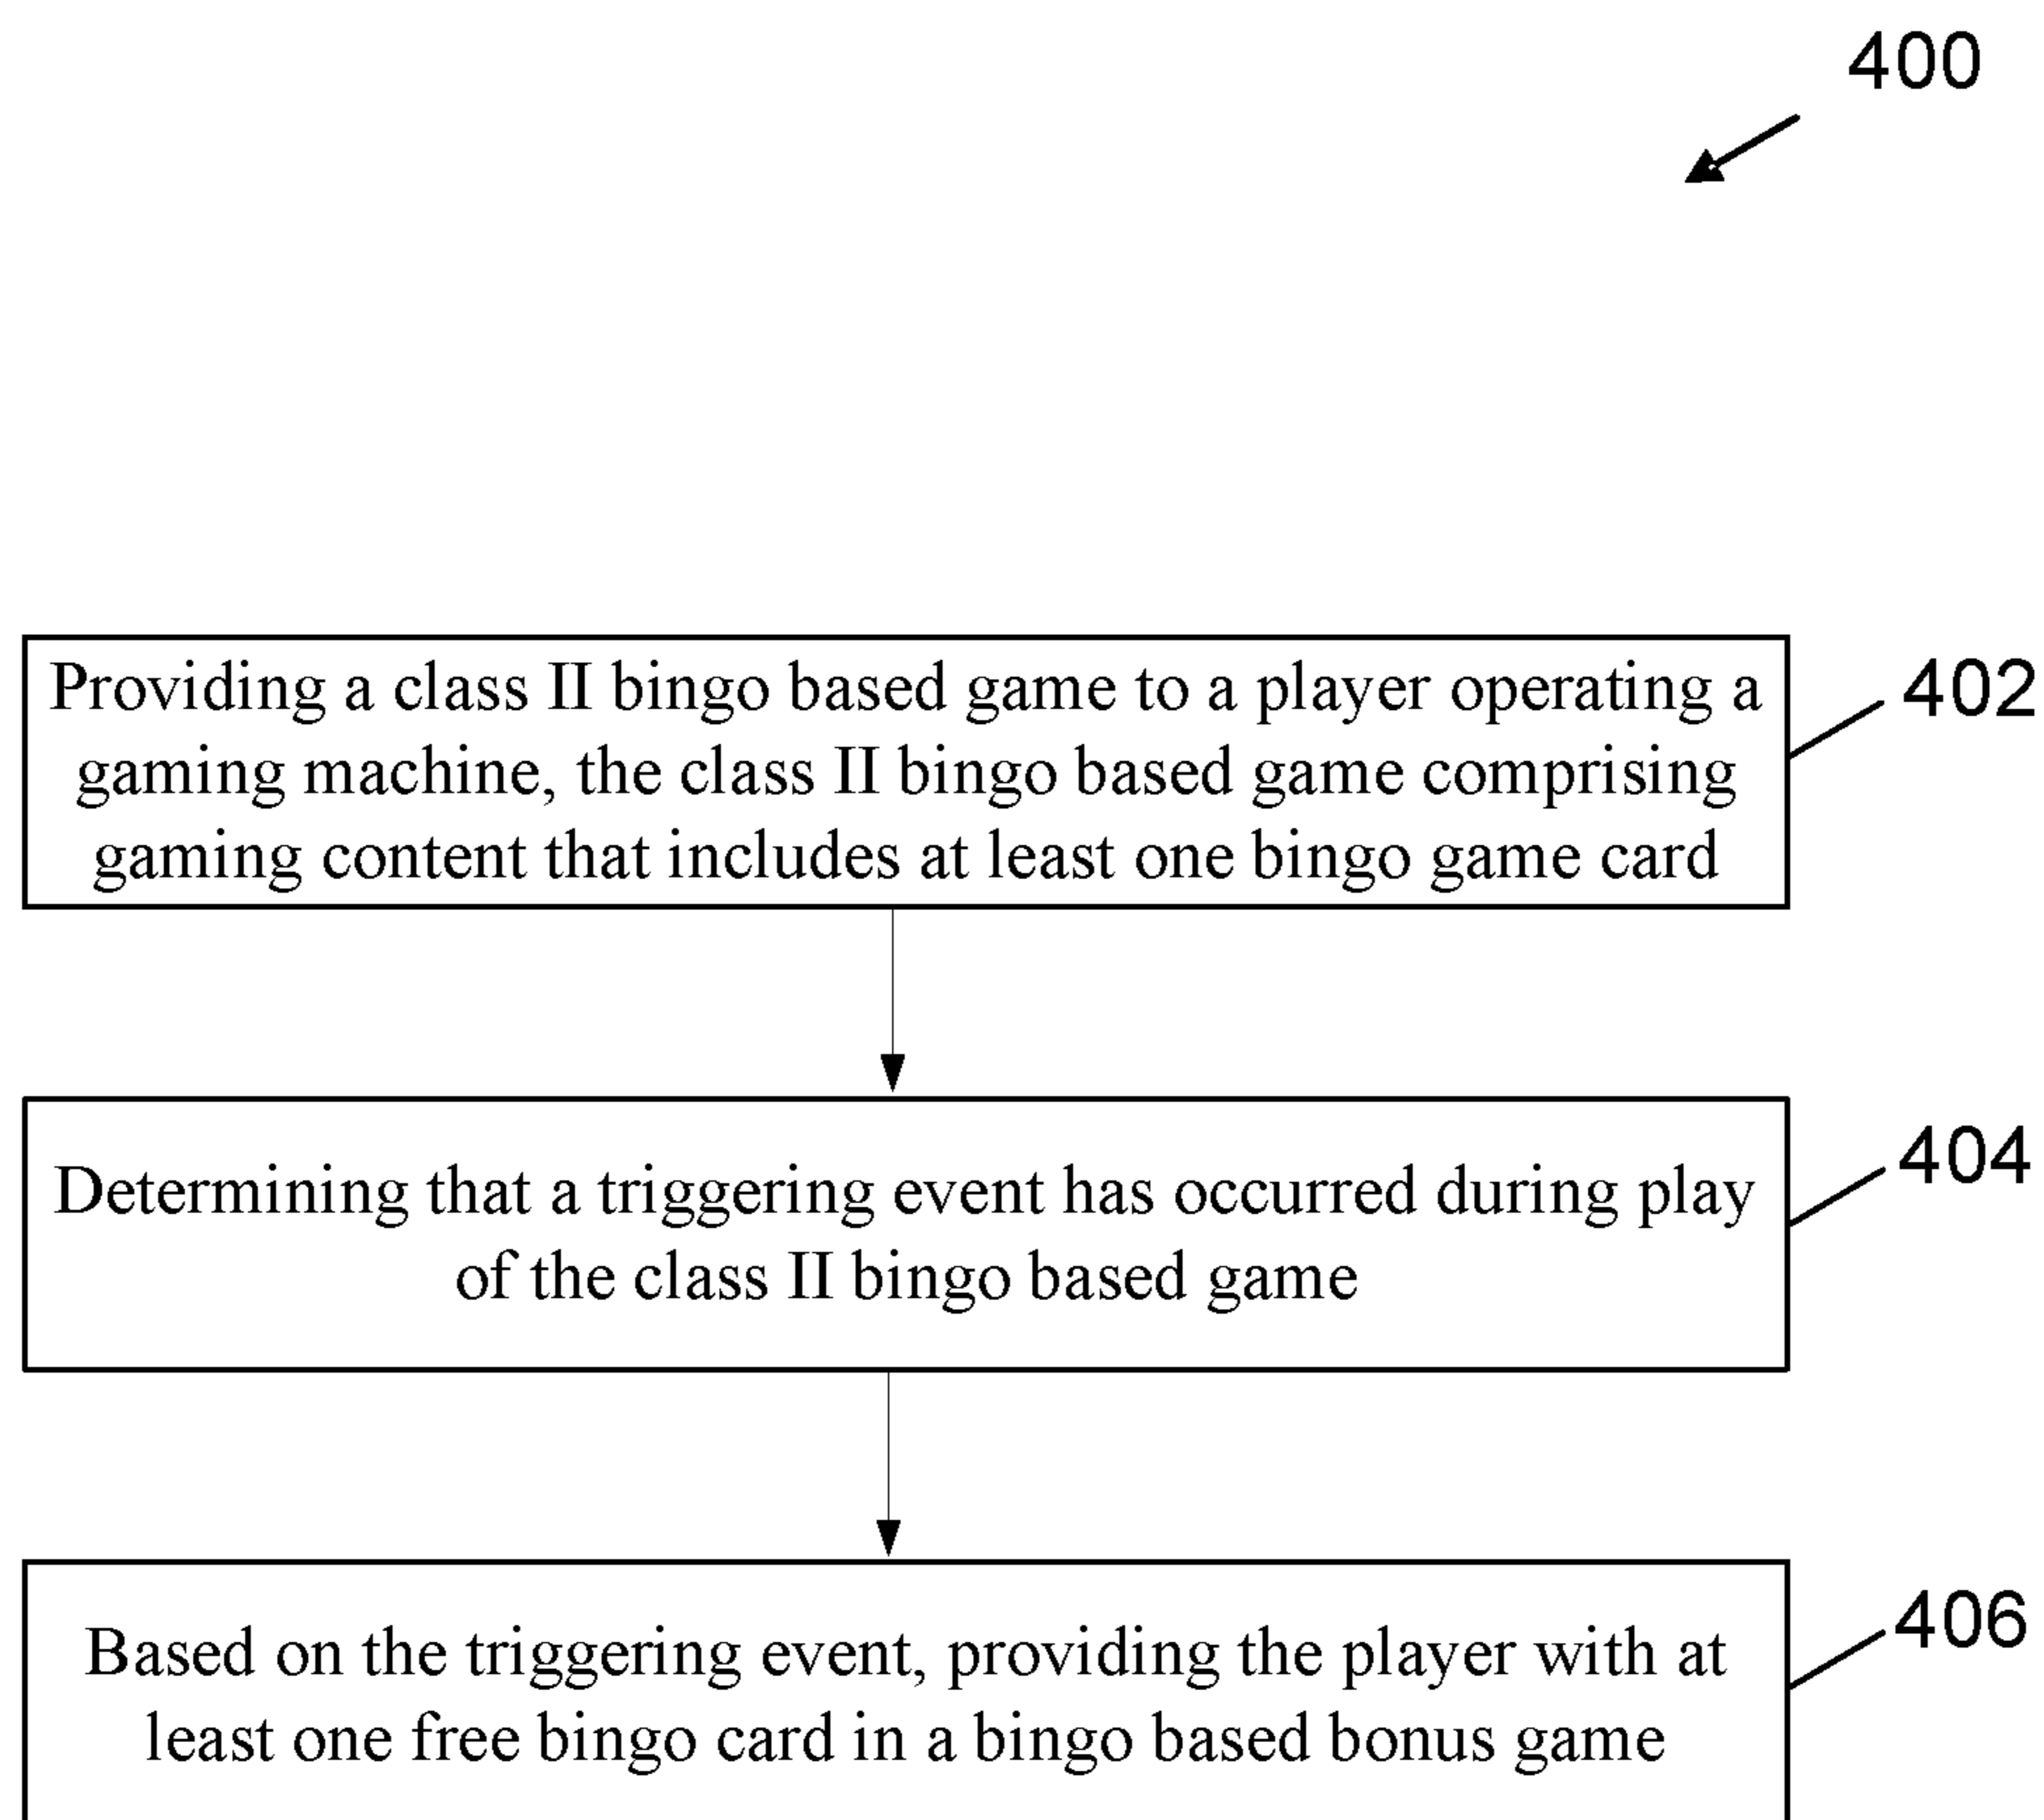 400
Providing a class II bingo based game to a player operating a
gaming machine, the class II bingo based game comprising
gaming content that includes at least one bingo game card
402
Determining that a triggering event has occurred during play
of the class II bingo based game
404
Based on the triggering event, providing the player with at
least one free bingo card in a bingo based bonus game
406